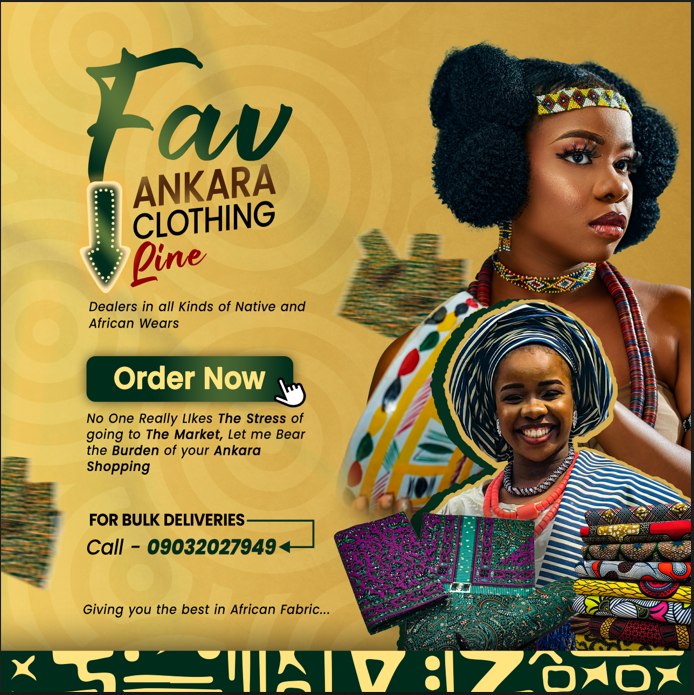 Fav
ANKARA
CLOTHING
Line
Dealers in all Kinds of Native and
African Wears
Order Now
No One Really LIkes The Stress of
going to The Market, Let me Bear
the Burden of your Ankara
Shopping
FOR BULK DELIVERIES
Call - 09032027949
Giving you the best in African Fabric...